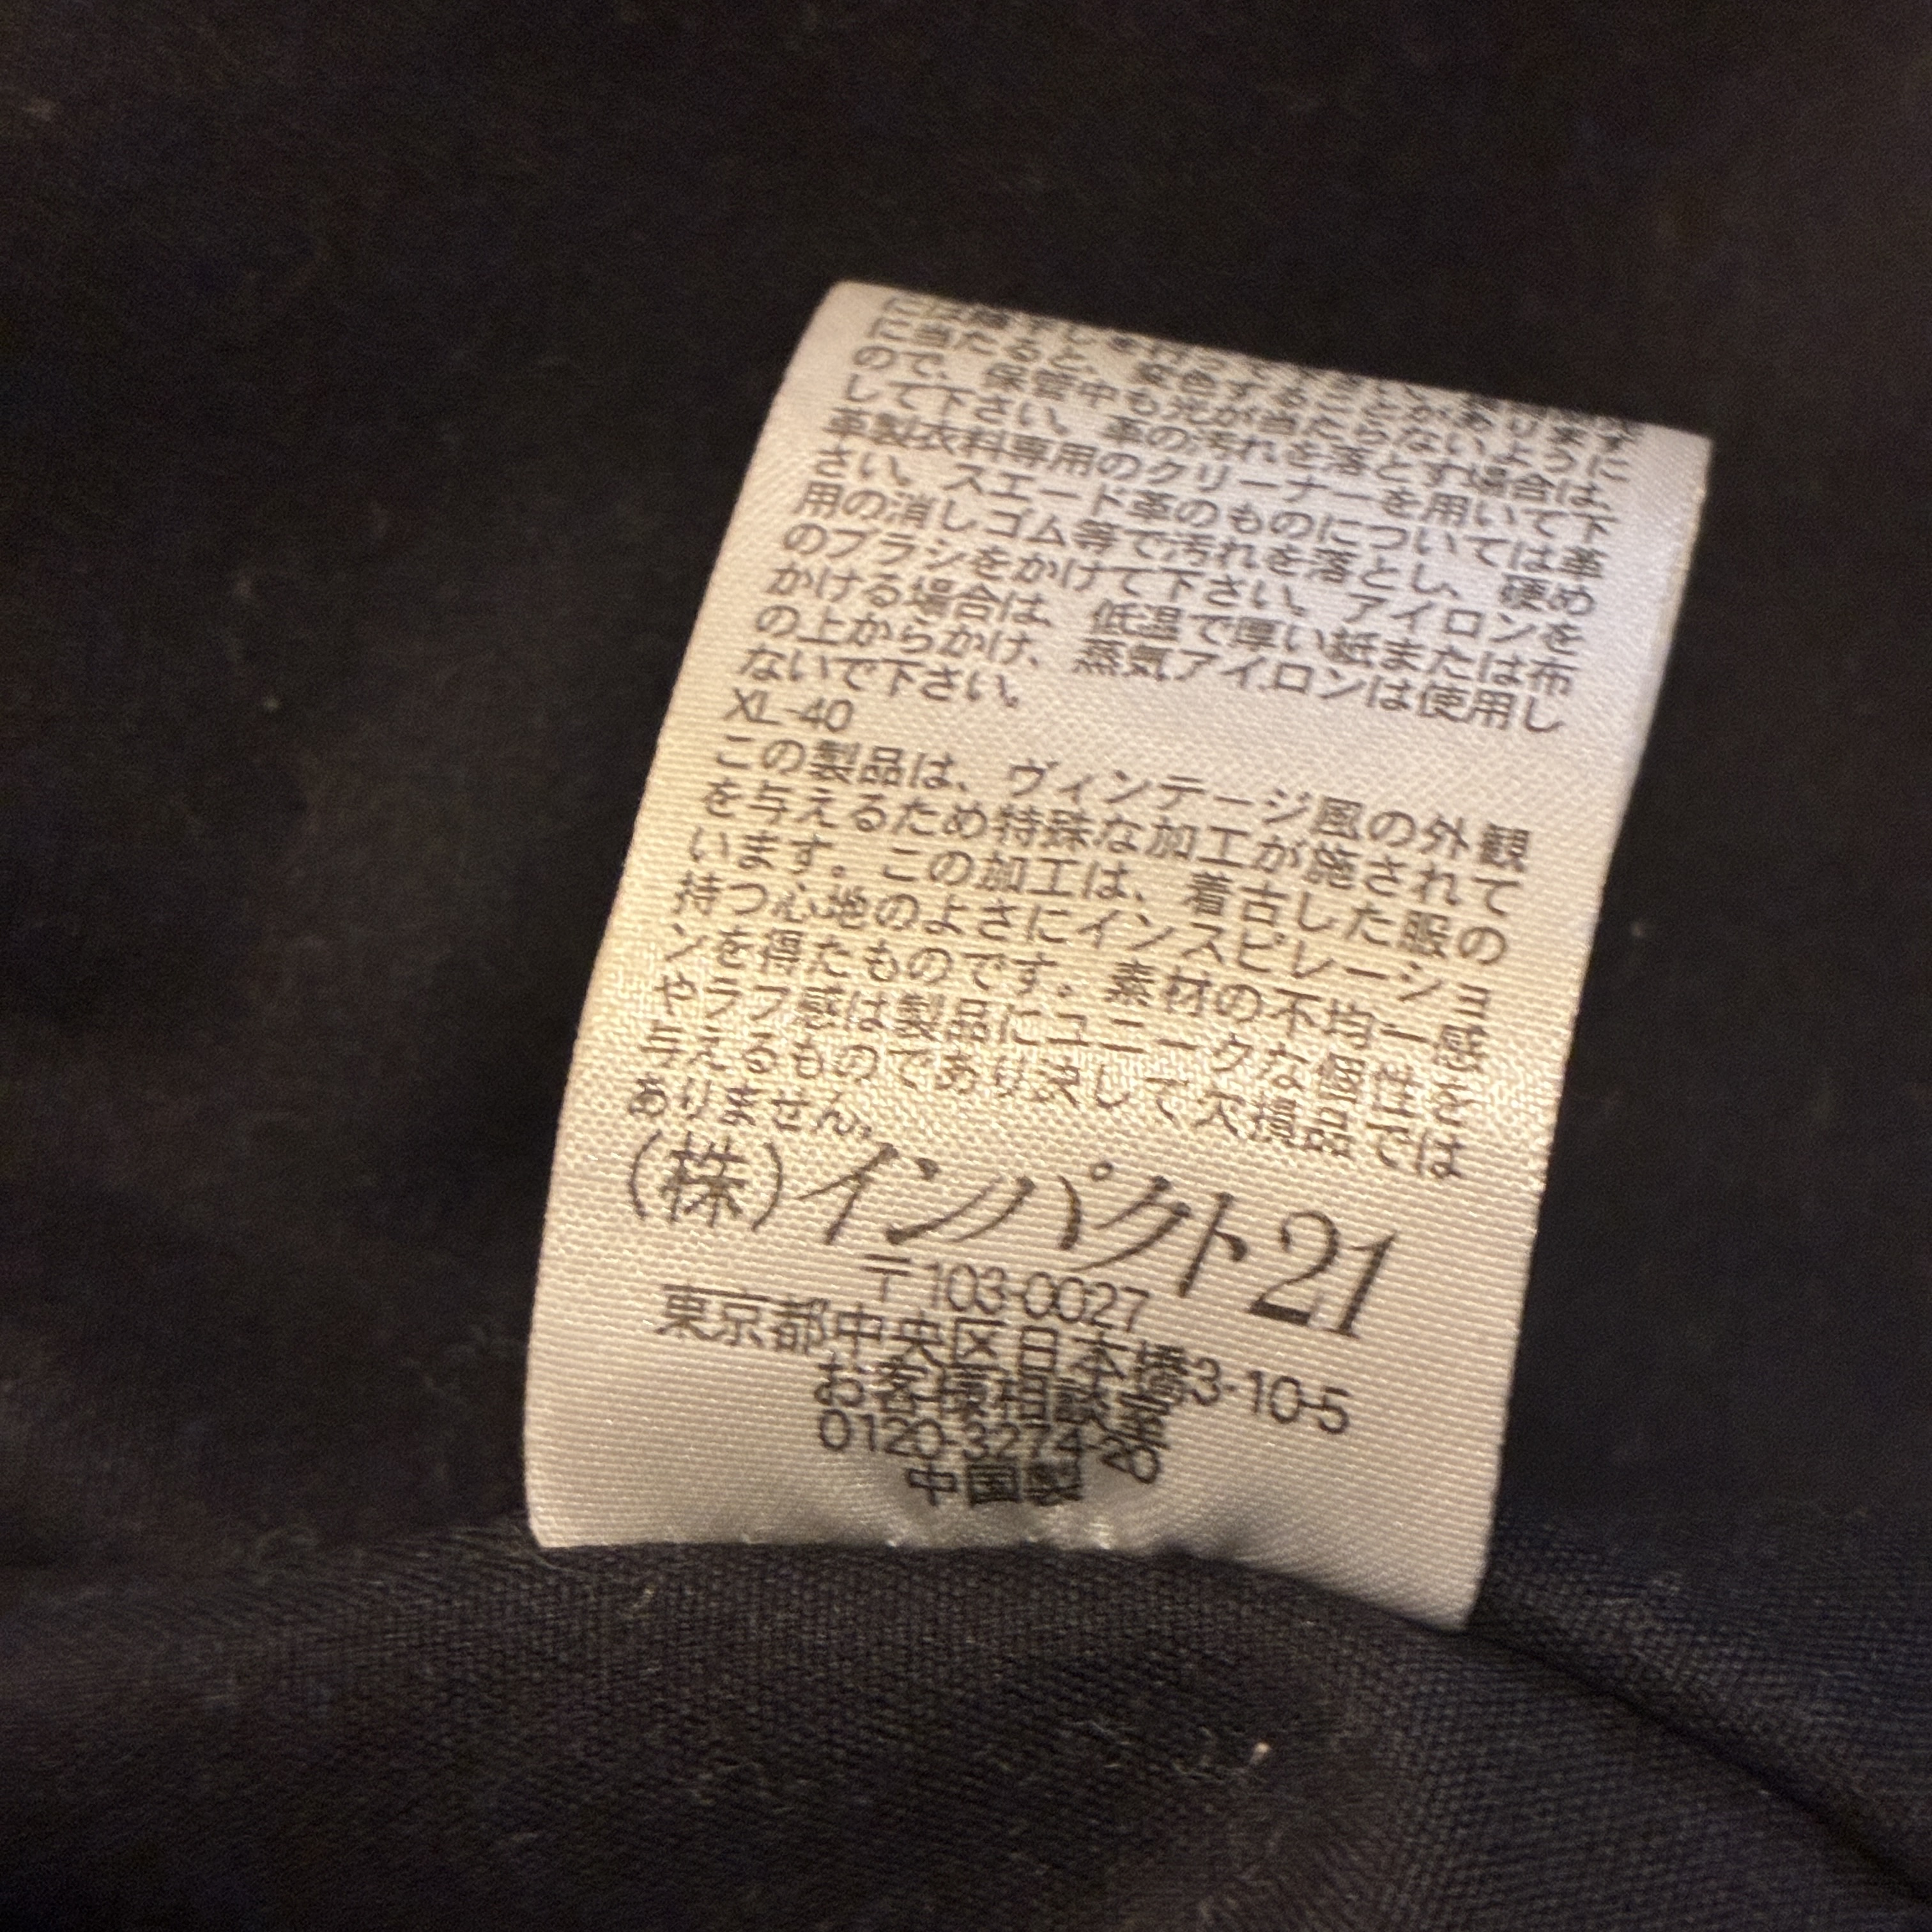 に当たると、変色することがあります
ので、保管中も光が当たらないように
して下さい。革の汚れを落とす場合は、
革製衣料専用のクリーナーを用いて下
さい。スエード革のものについては革
用の消しゴム等で汚れを落とし、硬め
のブラシをかけて下さい。アイロンを
かける場合は、低温で厚い紙または布
の上からかけ、蒸気アイロンは使用し
ないで下さい。
XL-40
この製品は、ヴィンテージ風の外観
を与えるため特殊な加工が施されて
います。この加工は、着古した服の
持つ心地のよさにインスピレーショ
ンを得たものです。素材の不均一感
やラフ感は製品にユニークな個性を
与えるものであり決して欠損品では
ありません。
(株)インパクト21
〒103-0027
東京都中央区日本橋3-10-5
お客様相談室
0120-3274-20
中国製